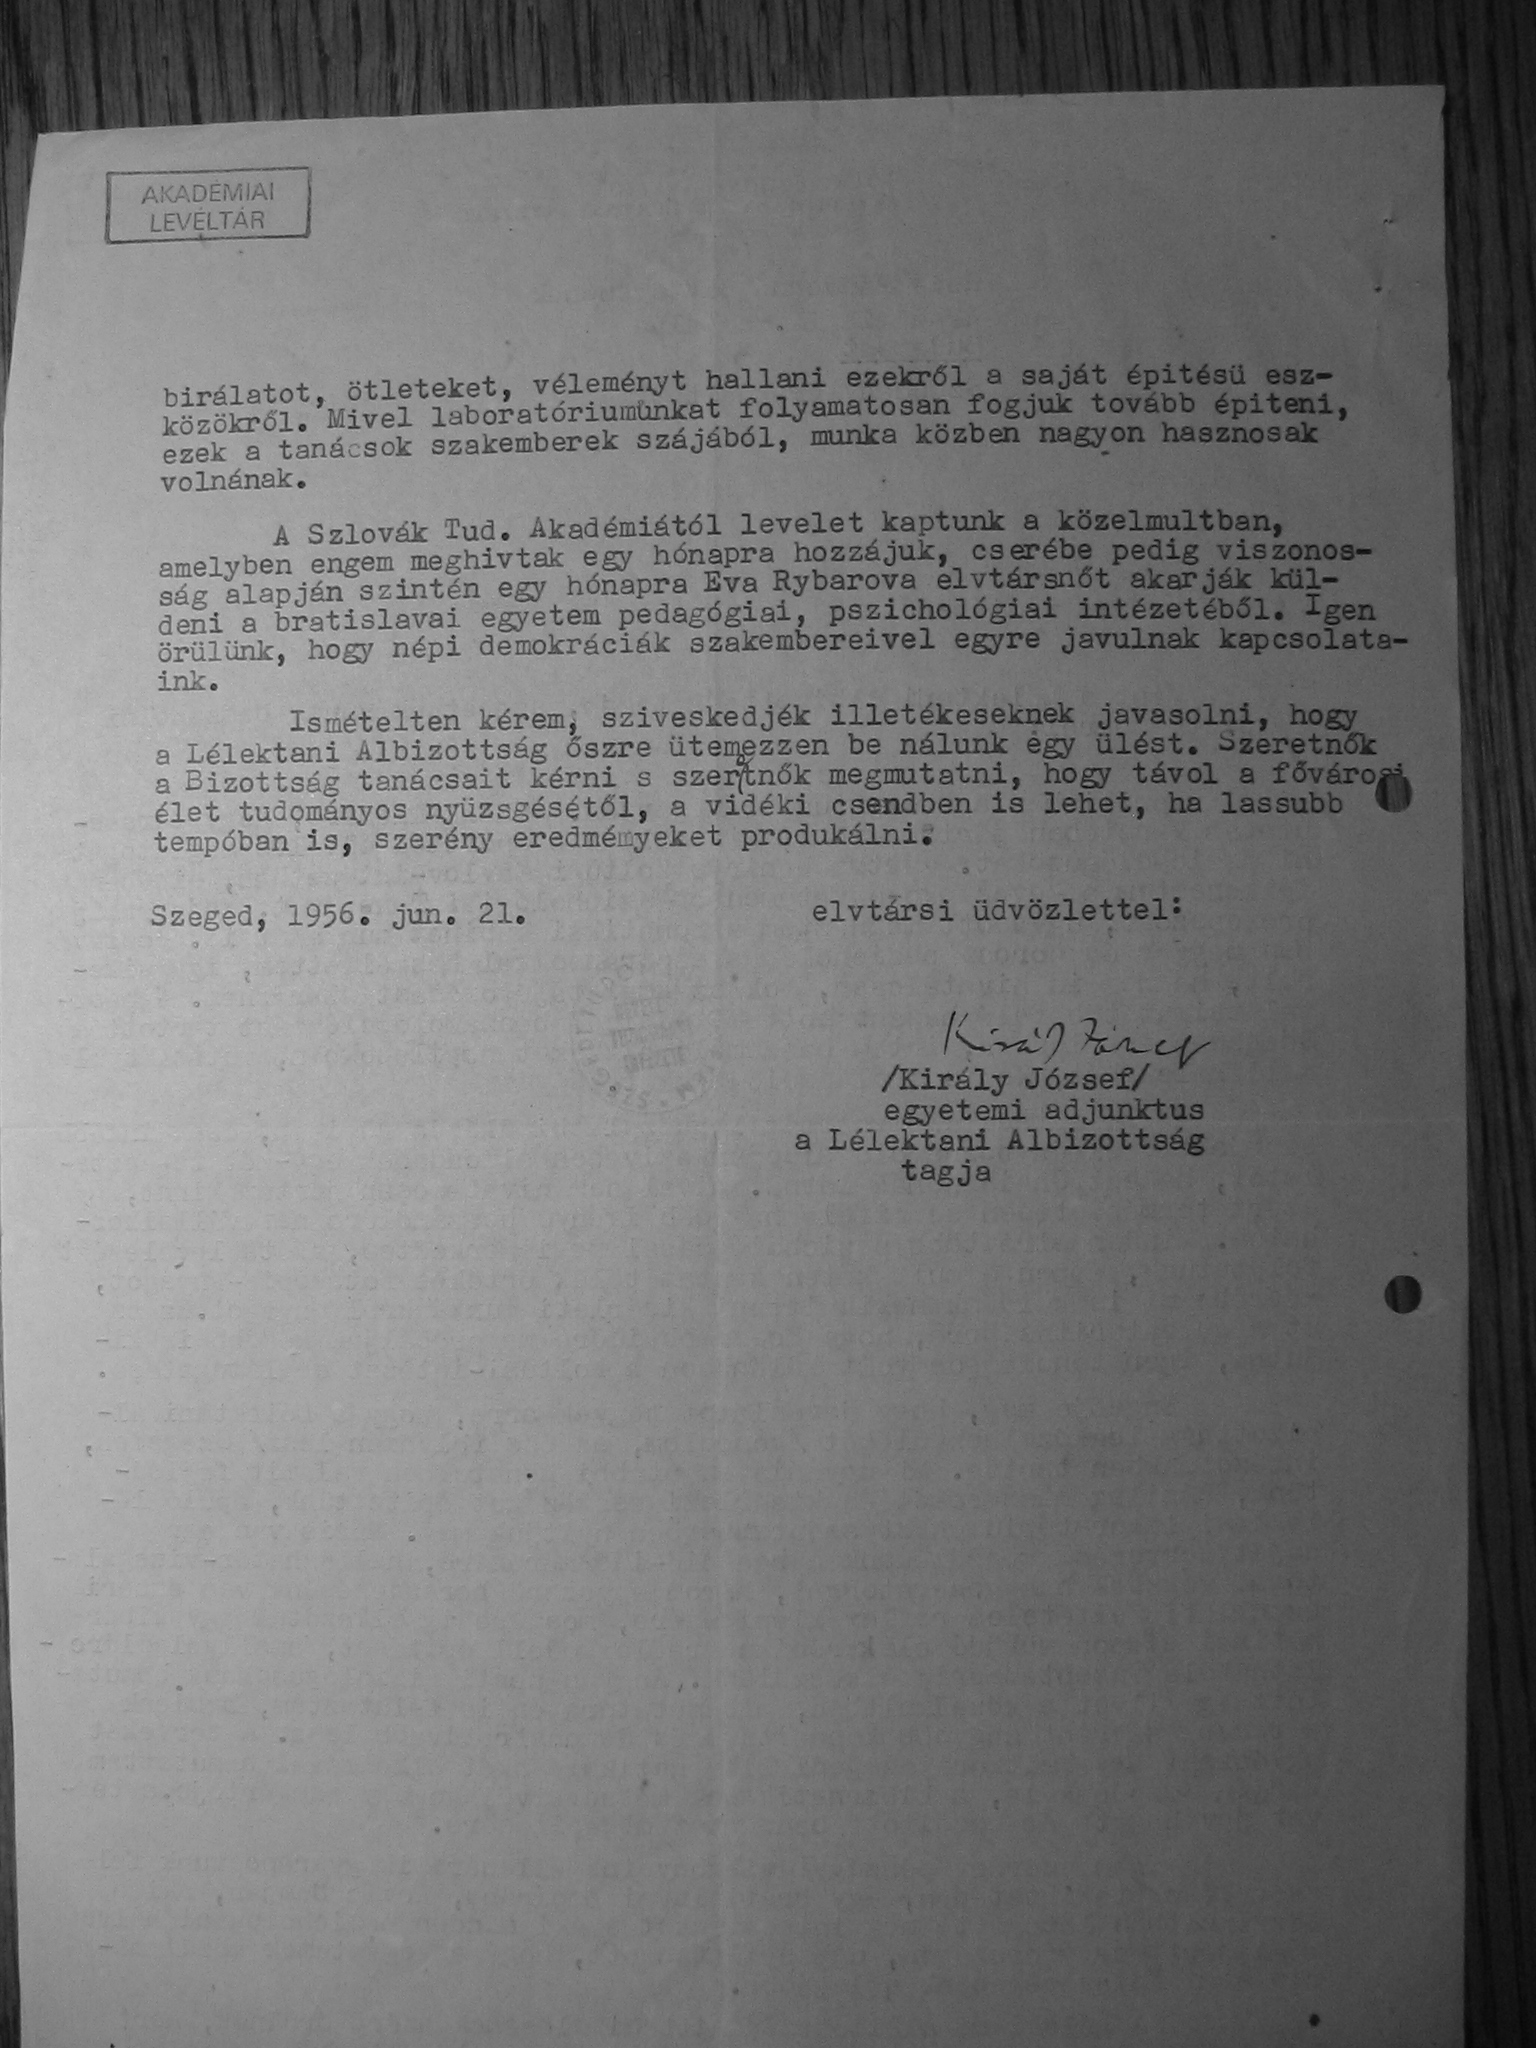 AKADÉMIAI
LEVÉLTÁR
birálatot, ötleteket, véleményt hallani ezekről a saját épitésü esz-
közökről. Mivel laboratóriumunkat folyamatosan fogjuk tovább épiteni,
ezek a tanácsok szakemberek szájából, munka közben nagyon hasznosak
volnának.
A Szlovák Tud. Akadémiától levelet kaptunk a közelmultban,
amelyben engem meghivtak egy hónapra hozzájuk, cserébe pedig viszonos-
ság alapján szintén egy hónapra Eva Rybarova elvtársnőt akarják kül-
deni a bratislavai egyetem pedagógiai, pszichológiai intézetéből. Igen
örülünk, hogy népi demokráciák szakembereivel egyre javulnak kapcsolata-
ink.
Ismételten kérem, sziveskedjék illetékeseknek javasolni, hogy
a Lélektani Albizottság őszre ütemezzen be nálunk egy ülést. Szeretnők
a Bizottság tanácsait kérni s szeretnők megmutatni, hogy távol a fővárosi
élet tudományos nyüzsgésétől, a vidéki csendben is lehet, ha lassubb
tempóban is, szerény eredményeket produkálni.
Szeged, 1956. jun. 21. elvtársi üdvözlettel:
Király József
/Király József/
egyetemi adjunktus
a Lélektani Albizottság
tagja